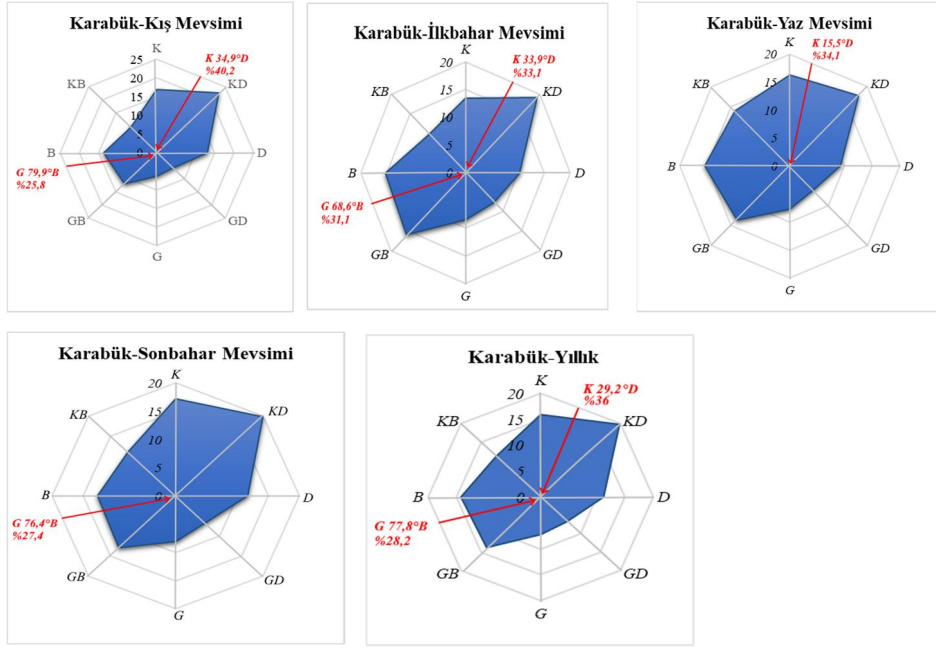 Karabük-Kış Mevsimi
K
25
20
15
10
5
0
KB
KD
B
D
GB
GD
G
K 34,9°D
%40,2
G 79,9°B
%25,8
Karabük-İlkbahar Mevsimi
K
20
15
10
5
0
KB
KD
B
D
GB
GD
G
K 33,9°D
%33,1
G 68,6°B
%31,1
Karabük-Yaz Mevsimi
K
20
15
10
5
0
KB
KD
B
D
GB
GD
G
K 15,5°D
%34,1
Karabük-Sonbahar Mevsimi
K
20
15
10
5
0
KB
KD
B
D
GB
GD
G
G 76,4°B
%27,4
Karabük-Yıllık
K
20
15
10
5
0
KB
KD
B
D
GB
GD
G
K 29,2°D
%36
G 77,8°B
%28,2